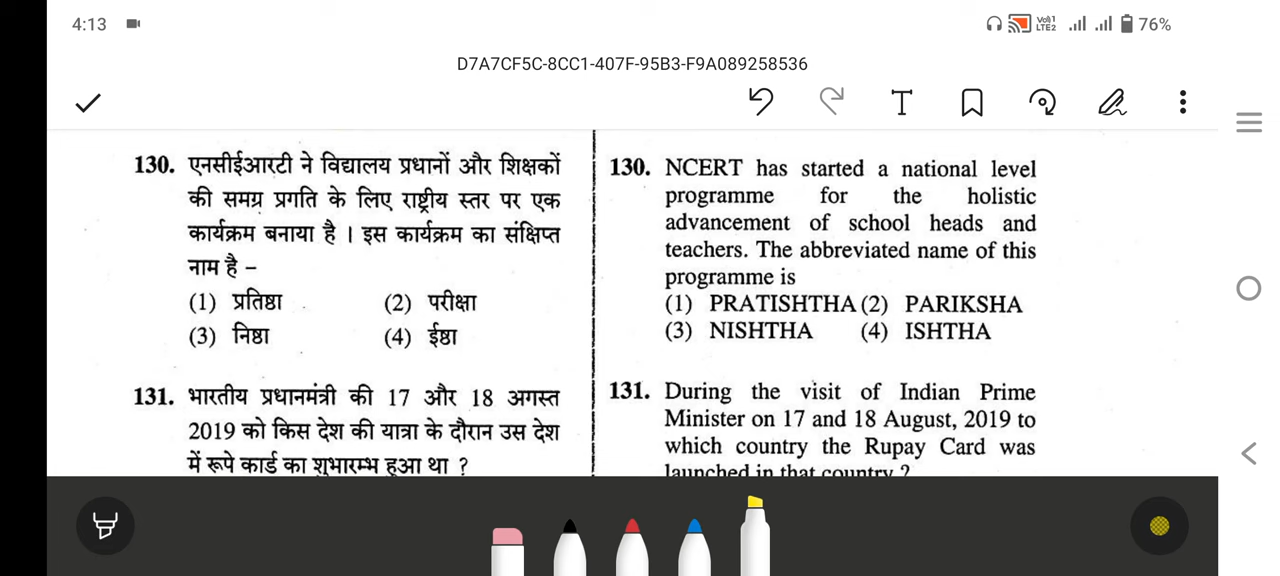 4:13
Vo)) 1
LTE2
76%
D7A7CF5C-8CC1-407F-95B3-F9A089258536
T
130. एनसीईआरटी ने विद्यालय प्रधानों और शिक्षकों
की समग्र प्रगति के लिए राष्ट्रीय स्तर पर एक
कार्यक्रम बनाया है । इस कार्यक्रम का संक्षिप्त
नाम है –
(1) प्रतिष्ठा (2) परीक्षा
(3) निष्ठा (4) ईष्ठा
131. भारतीय प्रधानमंत्री की 17 और 18 अगस्त
2019 को किस देश की यात्रा के दौरान उस देश
में रूपे कार्ड का शुभारम्भ हुआ था ?
130. NCERT has started a national level
programme for the holistic
advancement of school heads and
teachers. The abbreviated name of this
programme is
(1) PRATISHTHA (2) PARIKSHA
(3) NISHTHA (4) ISHTHA
131. During the visit of Indian Prime
Minister on 17 and 18 August, 2019 to
which country the Rupay Card was
launched in that country ?